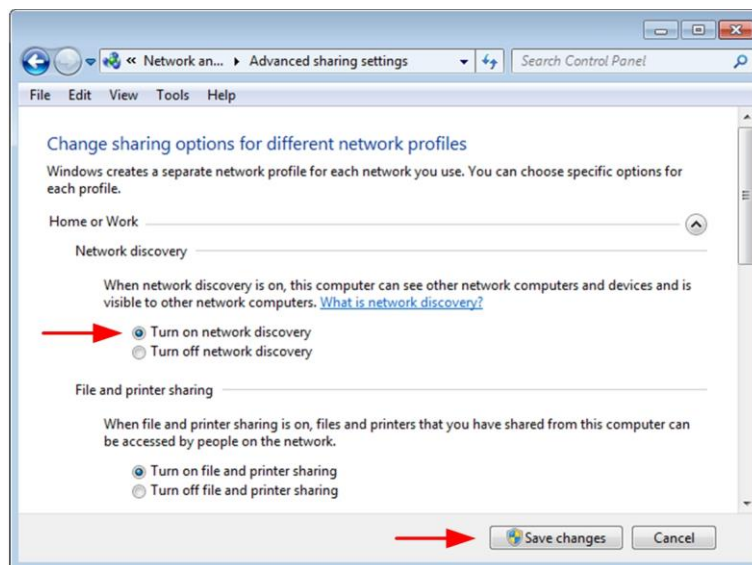 « Network an... ▸ Advanced sharing settings
Search Control Panel
File Edit View Tools Help
Change sharing options for different network profiles
Windows creates a separate network profile for each network you use. You can choose specific options for
each profile.
Home or Work
Network discovery
When network discovery is on, this computer can see other network computers and devices and is
visible to other network computers. What is network discovery?
Turn on network discovery
Turn off network discovery
File and printer sharing
When file and printer sharing is on, files and printers that you have shared from this computer can
be accessed by people on the network.
Turn on file and printer sharing
Turn off file and printer sharing
Save changes Cancel